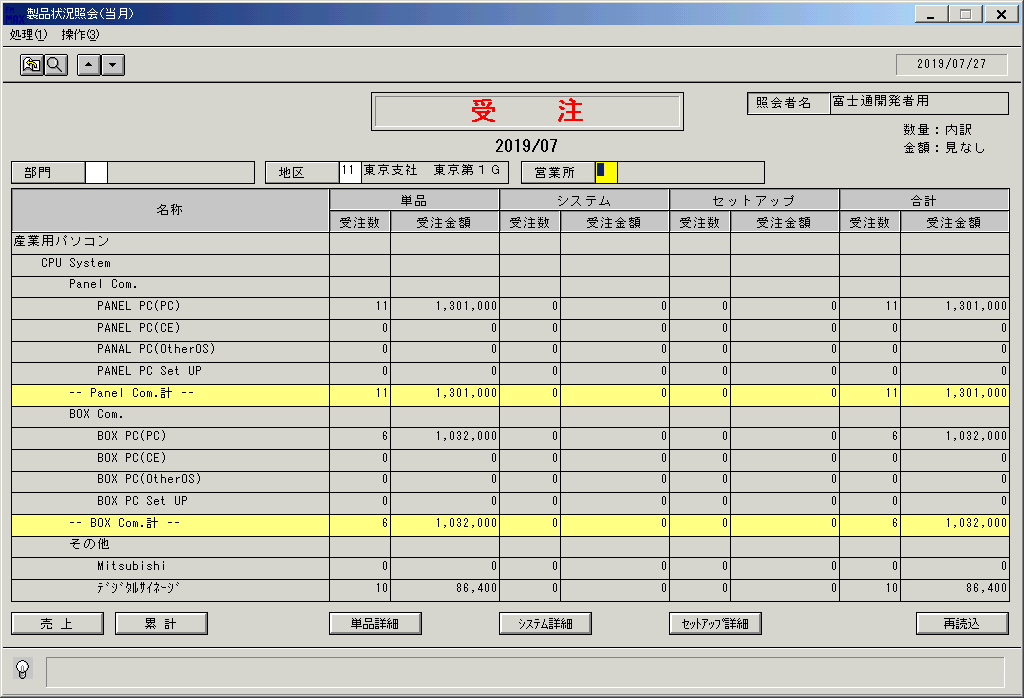 製品状況照会(当月)
処理(1) 操作(3)
2019/07/27
受 注
照会者名 富士通開発者用
2019/07
数量：内訳
金額：見なし
部門 地区 11 東京支社 東京第１Ｇ 営業所
名称 単品 システム セットアップ 合計
受注数 受注金額 受注数 受注金額 受注数 受注金額 受注数 受注金額
産業用パソコン
CPU System
Panel Com.
PANEL PC(PC) 11 1,301,000 0 0 0 0 11 1,301,000
PANEL PC(CE) 0 0 0 0 0 0 0 0
PANAL PC(OtherOS) 0 0 0 0 0 0 0 0
PANEL PC Set UP 0 0 0 0 0 0 0 0
-- Panel Com.計 -- 11 1,301,000 0 0 0 0 11 1,301,000
BOX Com.
BOX PC(PC) 6 1,032,000 0 0 0 0 6 1,032,000
BOX PC(CE) 0 0 0 0 0 0 0 0
BOX PC(OtherOS) 0 0 0 0 0 0 0 0
BOX PC Set UP 0 0 0 0 0 0 0 0
-- BOX Com.計 -- 6 1,032,000 0 0 0 0 6 1,032,000
その他
Mitsubishi 0 0 0 0 0 0 0 0
ﾃﾞｼﾞﾀﾙｻｲﾈｰｼﾞ 10 86,400 0 0 0 0 10 86,400
売 上 累 計 単品詳細 ｼｽﾃﾑ詳細 ｾｯﾄｱｯﾌﾟ詳細 再読込